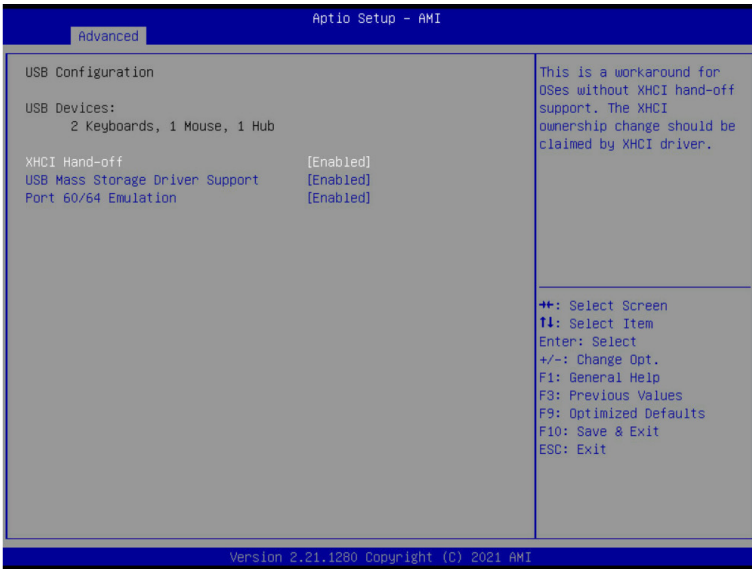 Aptio Setup – AMI
Advanced
USB Configuration
USB Devices:
2 Keyboards, 1 Mouse, 1 Hub
XHCI Hand-off [Enabled]
USB Mass Storage Driver Support [Enabled]
Port 60/64 Emulation [Enabled]
This is a workaround for
OSes without XHCI hand-off
support. The XHCI
ownership change should be
claimed by XHCI driver.
→←: Select Screen
↑↓: Select Item
Enter: Select
+/-: Change Opt.
F1: General Help
F3: Previous Values
F9: Optimized Defaults
F10: Save & Exit
ESC: Exit
Version 2.21.1280 Copyright (C) 2021 AMI